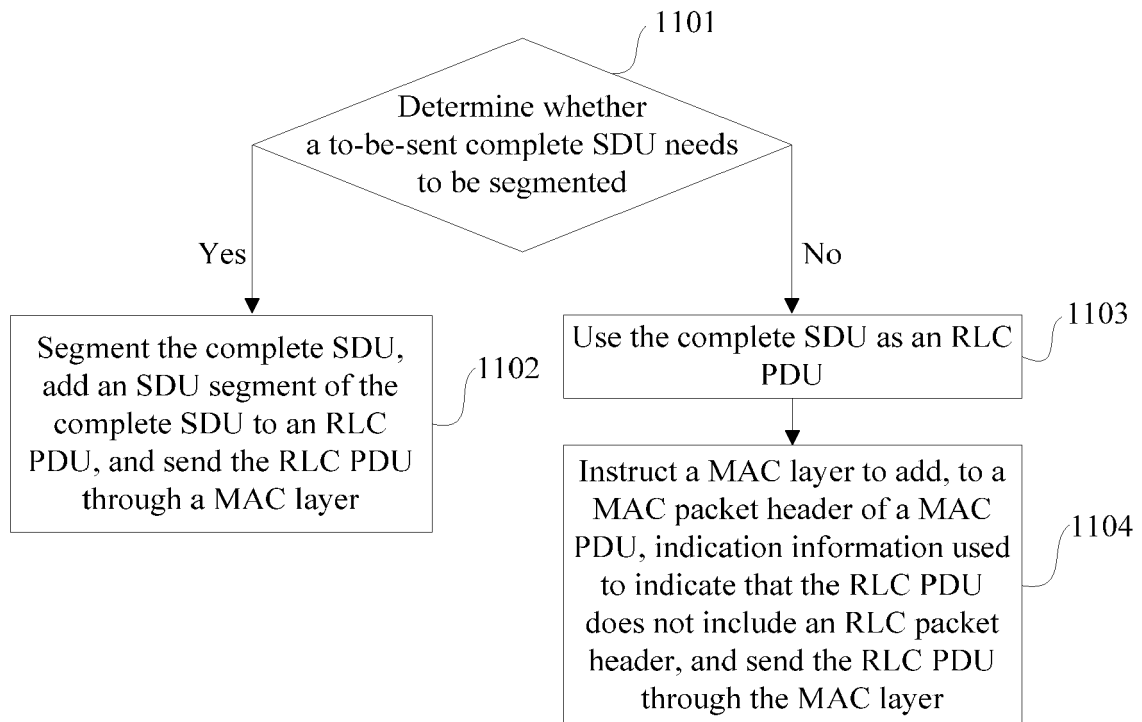 1101
Determine whether
a to-be-sent complete SDU needs
to be segmented
Yes
No
Segment the complete SDU,
add an SDU segment of the
complete SDU to an RLC
PDU, and send the RLC PDU
through a MAC layer
1102
Use the complete SDU as an RLC
PDU
1103
Instruct a MAC layer to add, to a
MAC packet header of a MAC
PDU, indication information used
to indicate that the RLC PDU
does not include an RLC packet
header, and send the RLC PDU
through the MAC layer
1104